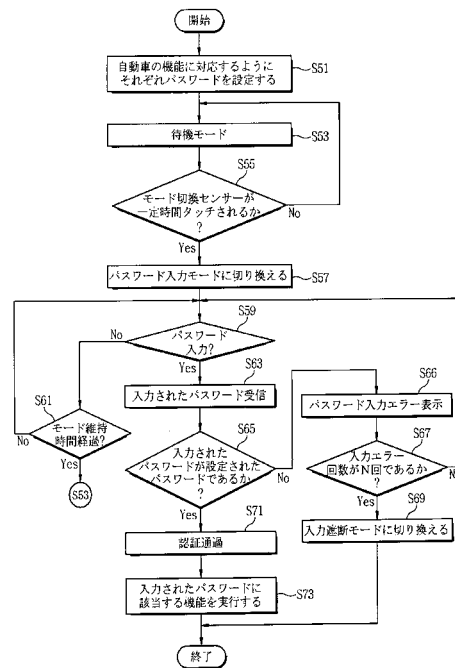 開始
自動車の機能に対応するように
それぞれパスワードを設定する
S51
待機モード
S53
S55
モード切換センサーが
一定時間タッチされるか
?
No
Yes
パスワード入力モードに切り換える
S57
S59
パスワード
入力?
No
Yes
S63
入力されたパスワード受信
S61
モード維持
時間経過?
No
Yes
S53
S65
入力された
パスワードが設定された
パスワードであるか
?
No
Yes
S66
パスワード入力エラー表示
S67
入力エラー
回数がN回であるか
?
Yes
S69
入力遮断モードに切り換える
S71
認証通過
入力されたパスワードに
該当する機能を実行する
S73
終了